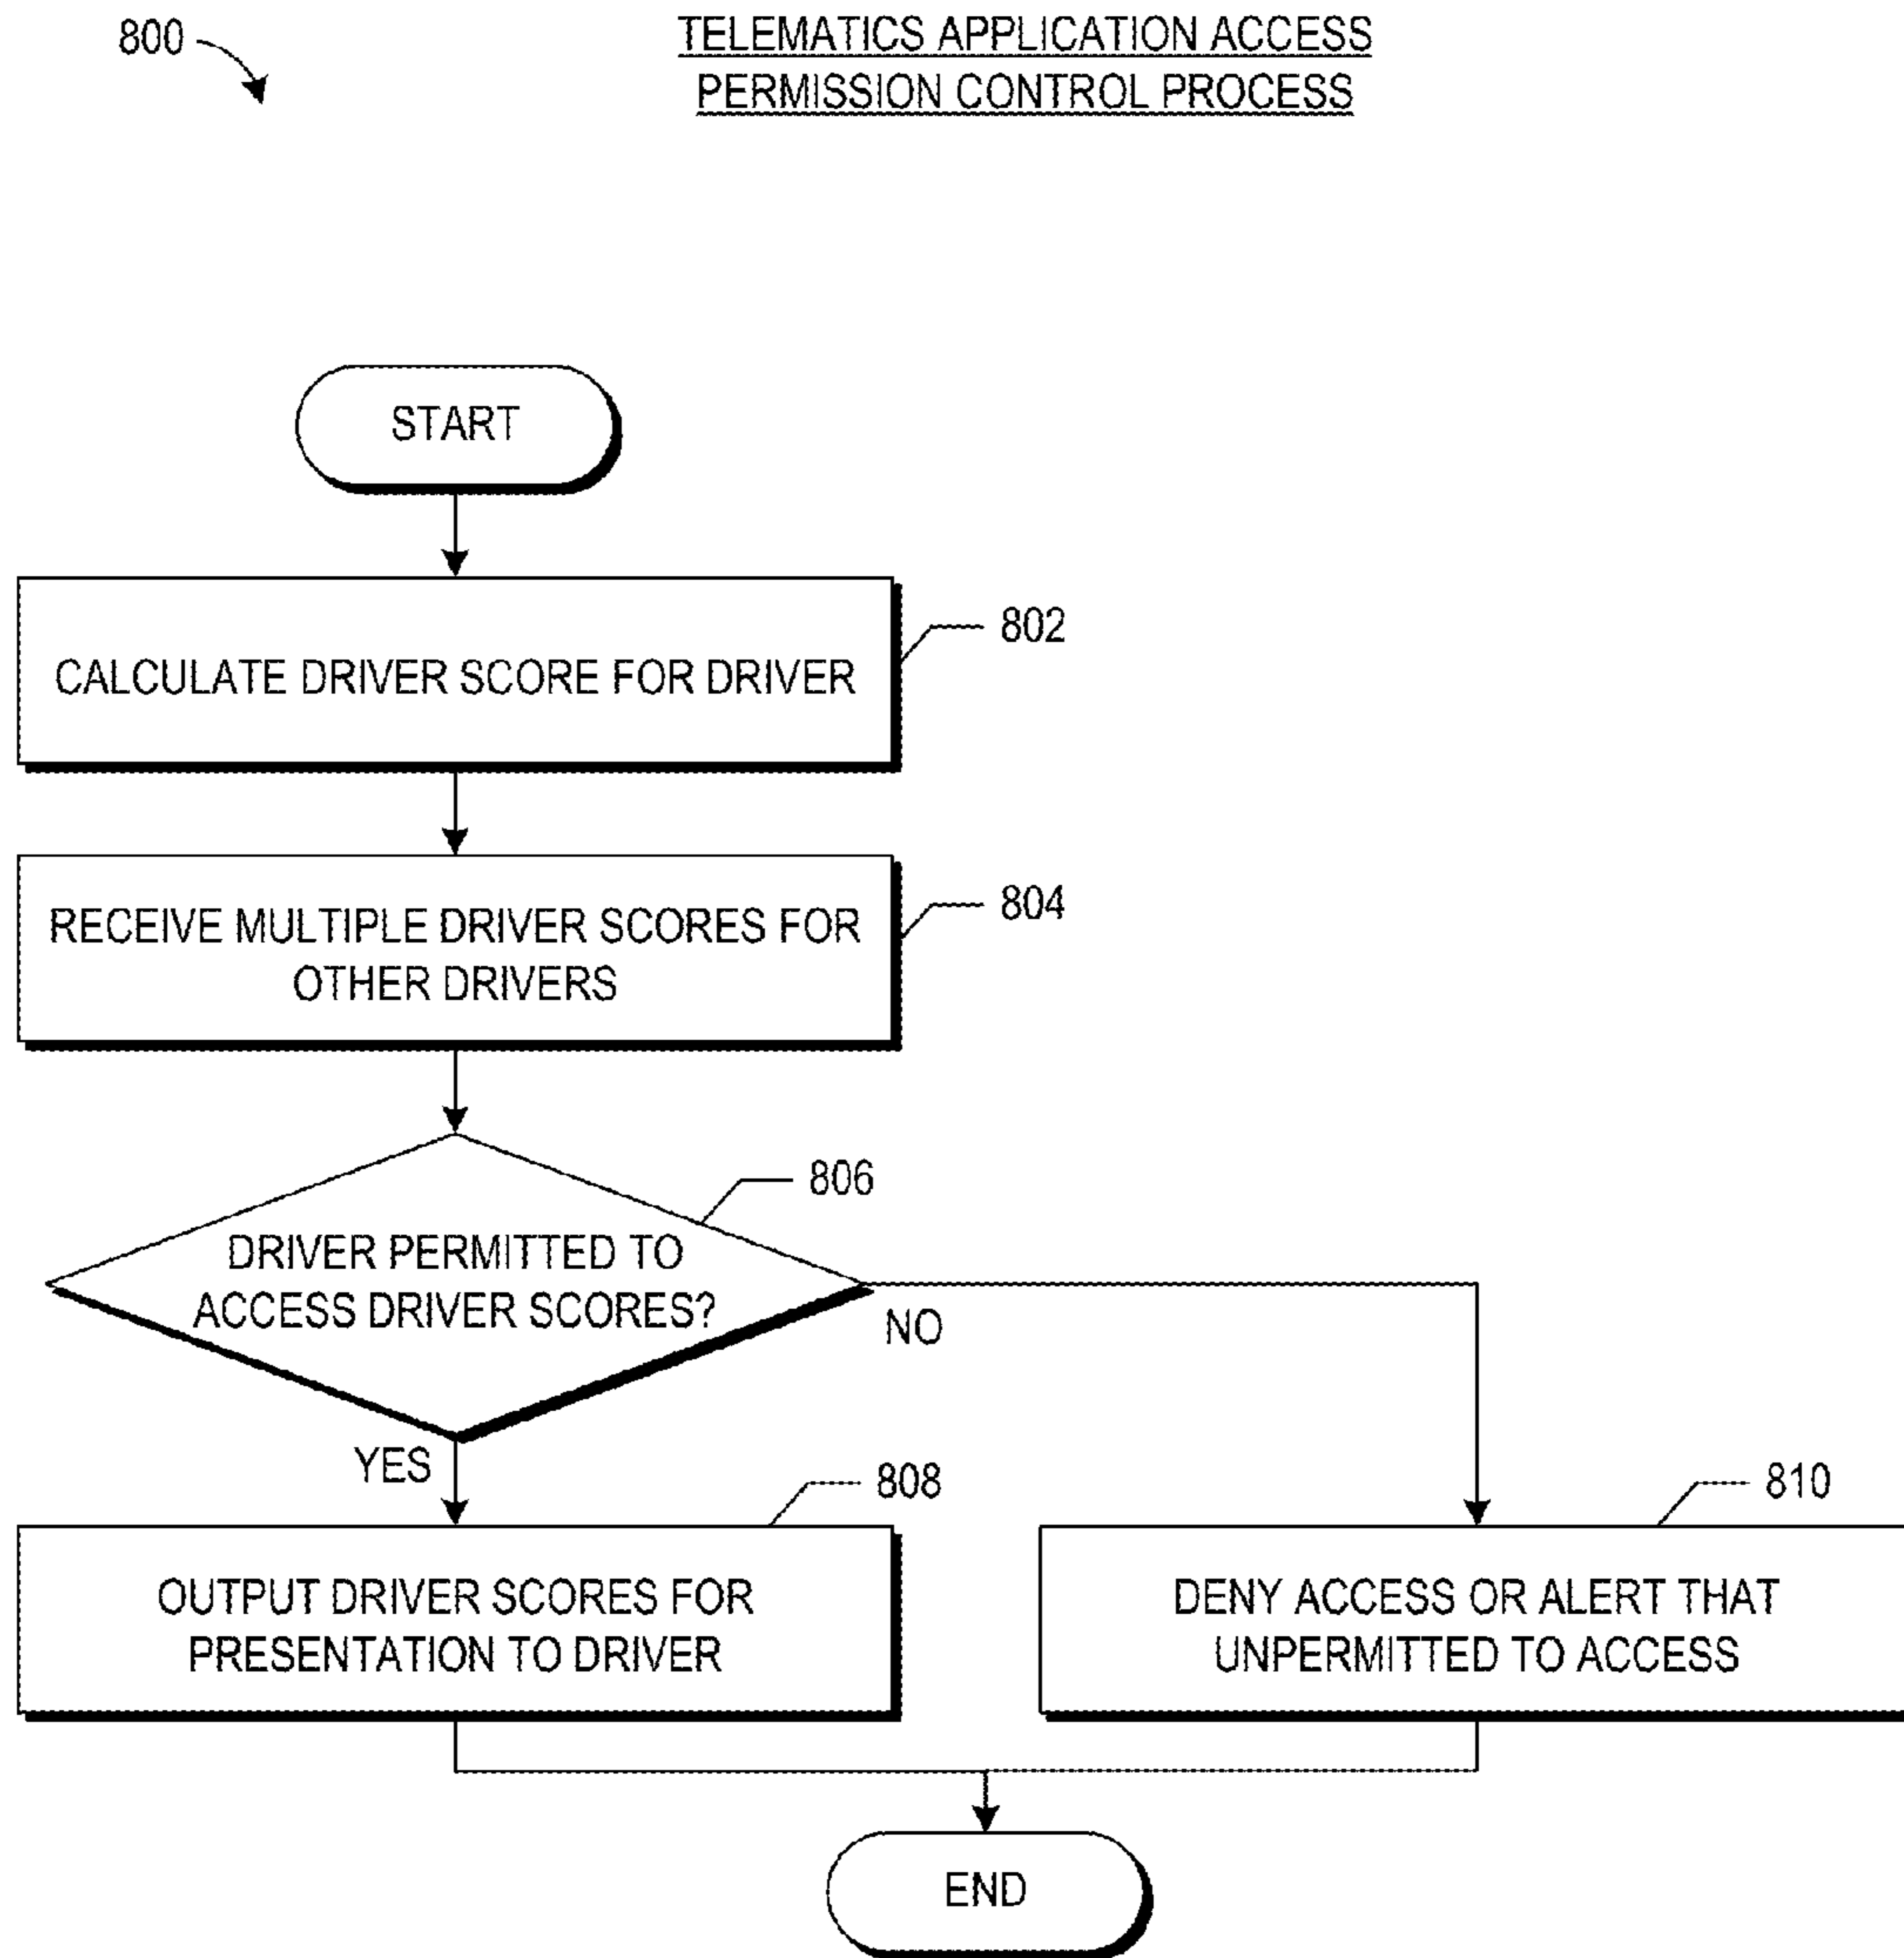 800
TELEMATICS APPLICATION ACCESS
PERMISSION CONTROL PROCESS
START
802
CALCULATE DRIVER SCORE FOR DRIVER
804
RECEIVE MULTIPLE DRIVER SCORES FOR
OTHER DRIVERS
806
DRIVER PERMITTED TO
ACCESS DRIVER SCORES?
NO
YES
808
810
OUTPUT DRIVER SCORES FOR
PRESENTATION TO DRIVER
DENY ACCESS OR ALERT THAT
UNPERMITTED TO ACCESS
END